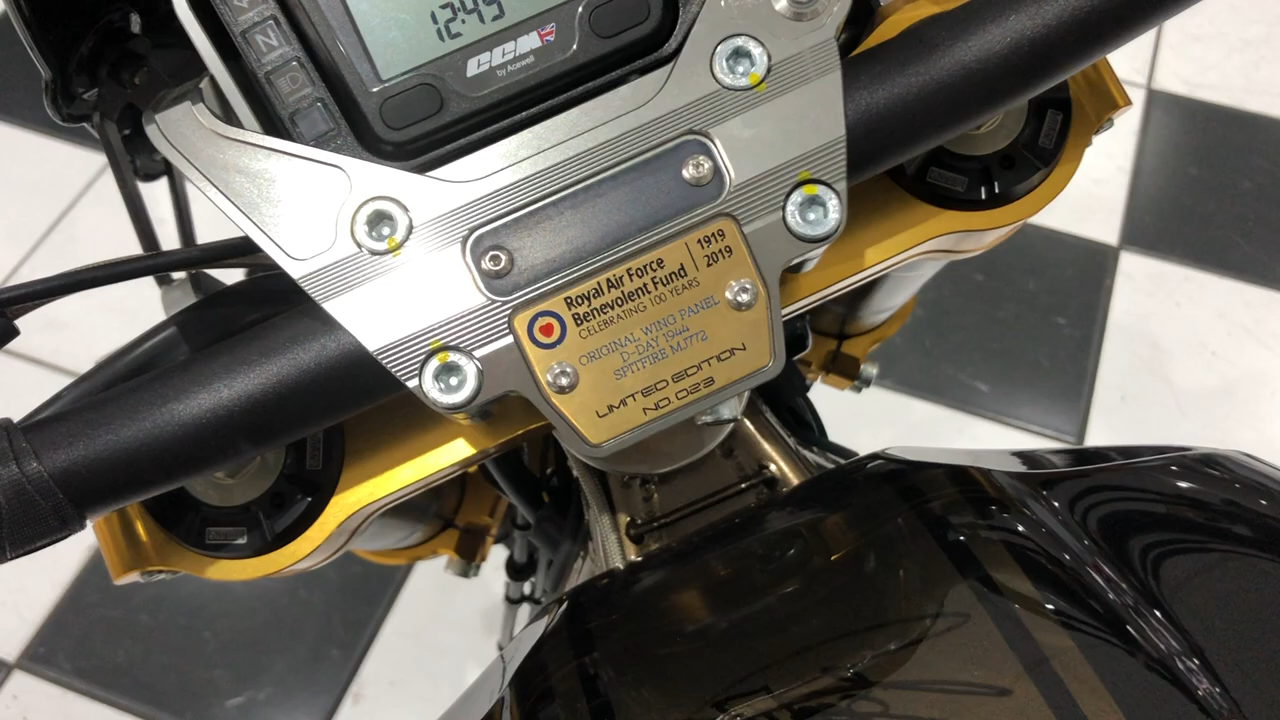 12:45
N
CCM
by Acewell
Royal Air Force
Benevolent Fund
1919
2019
CELEBRATING 100 YEARS
ORIGINAL WING PANEL
D-DAY 1944
SPITFIRE MJ772
LIMITED EDITION
NO. 023